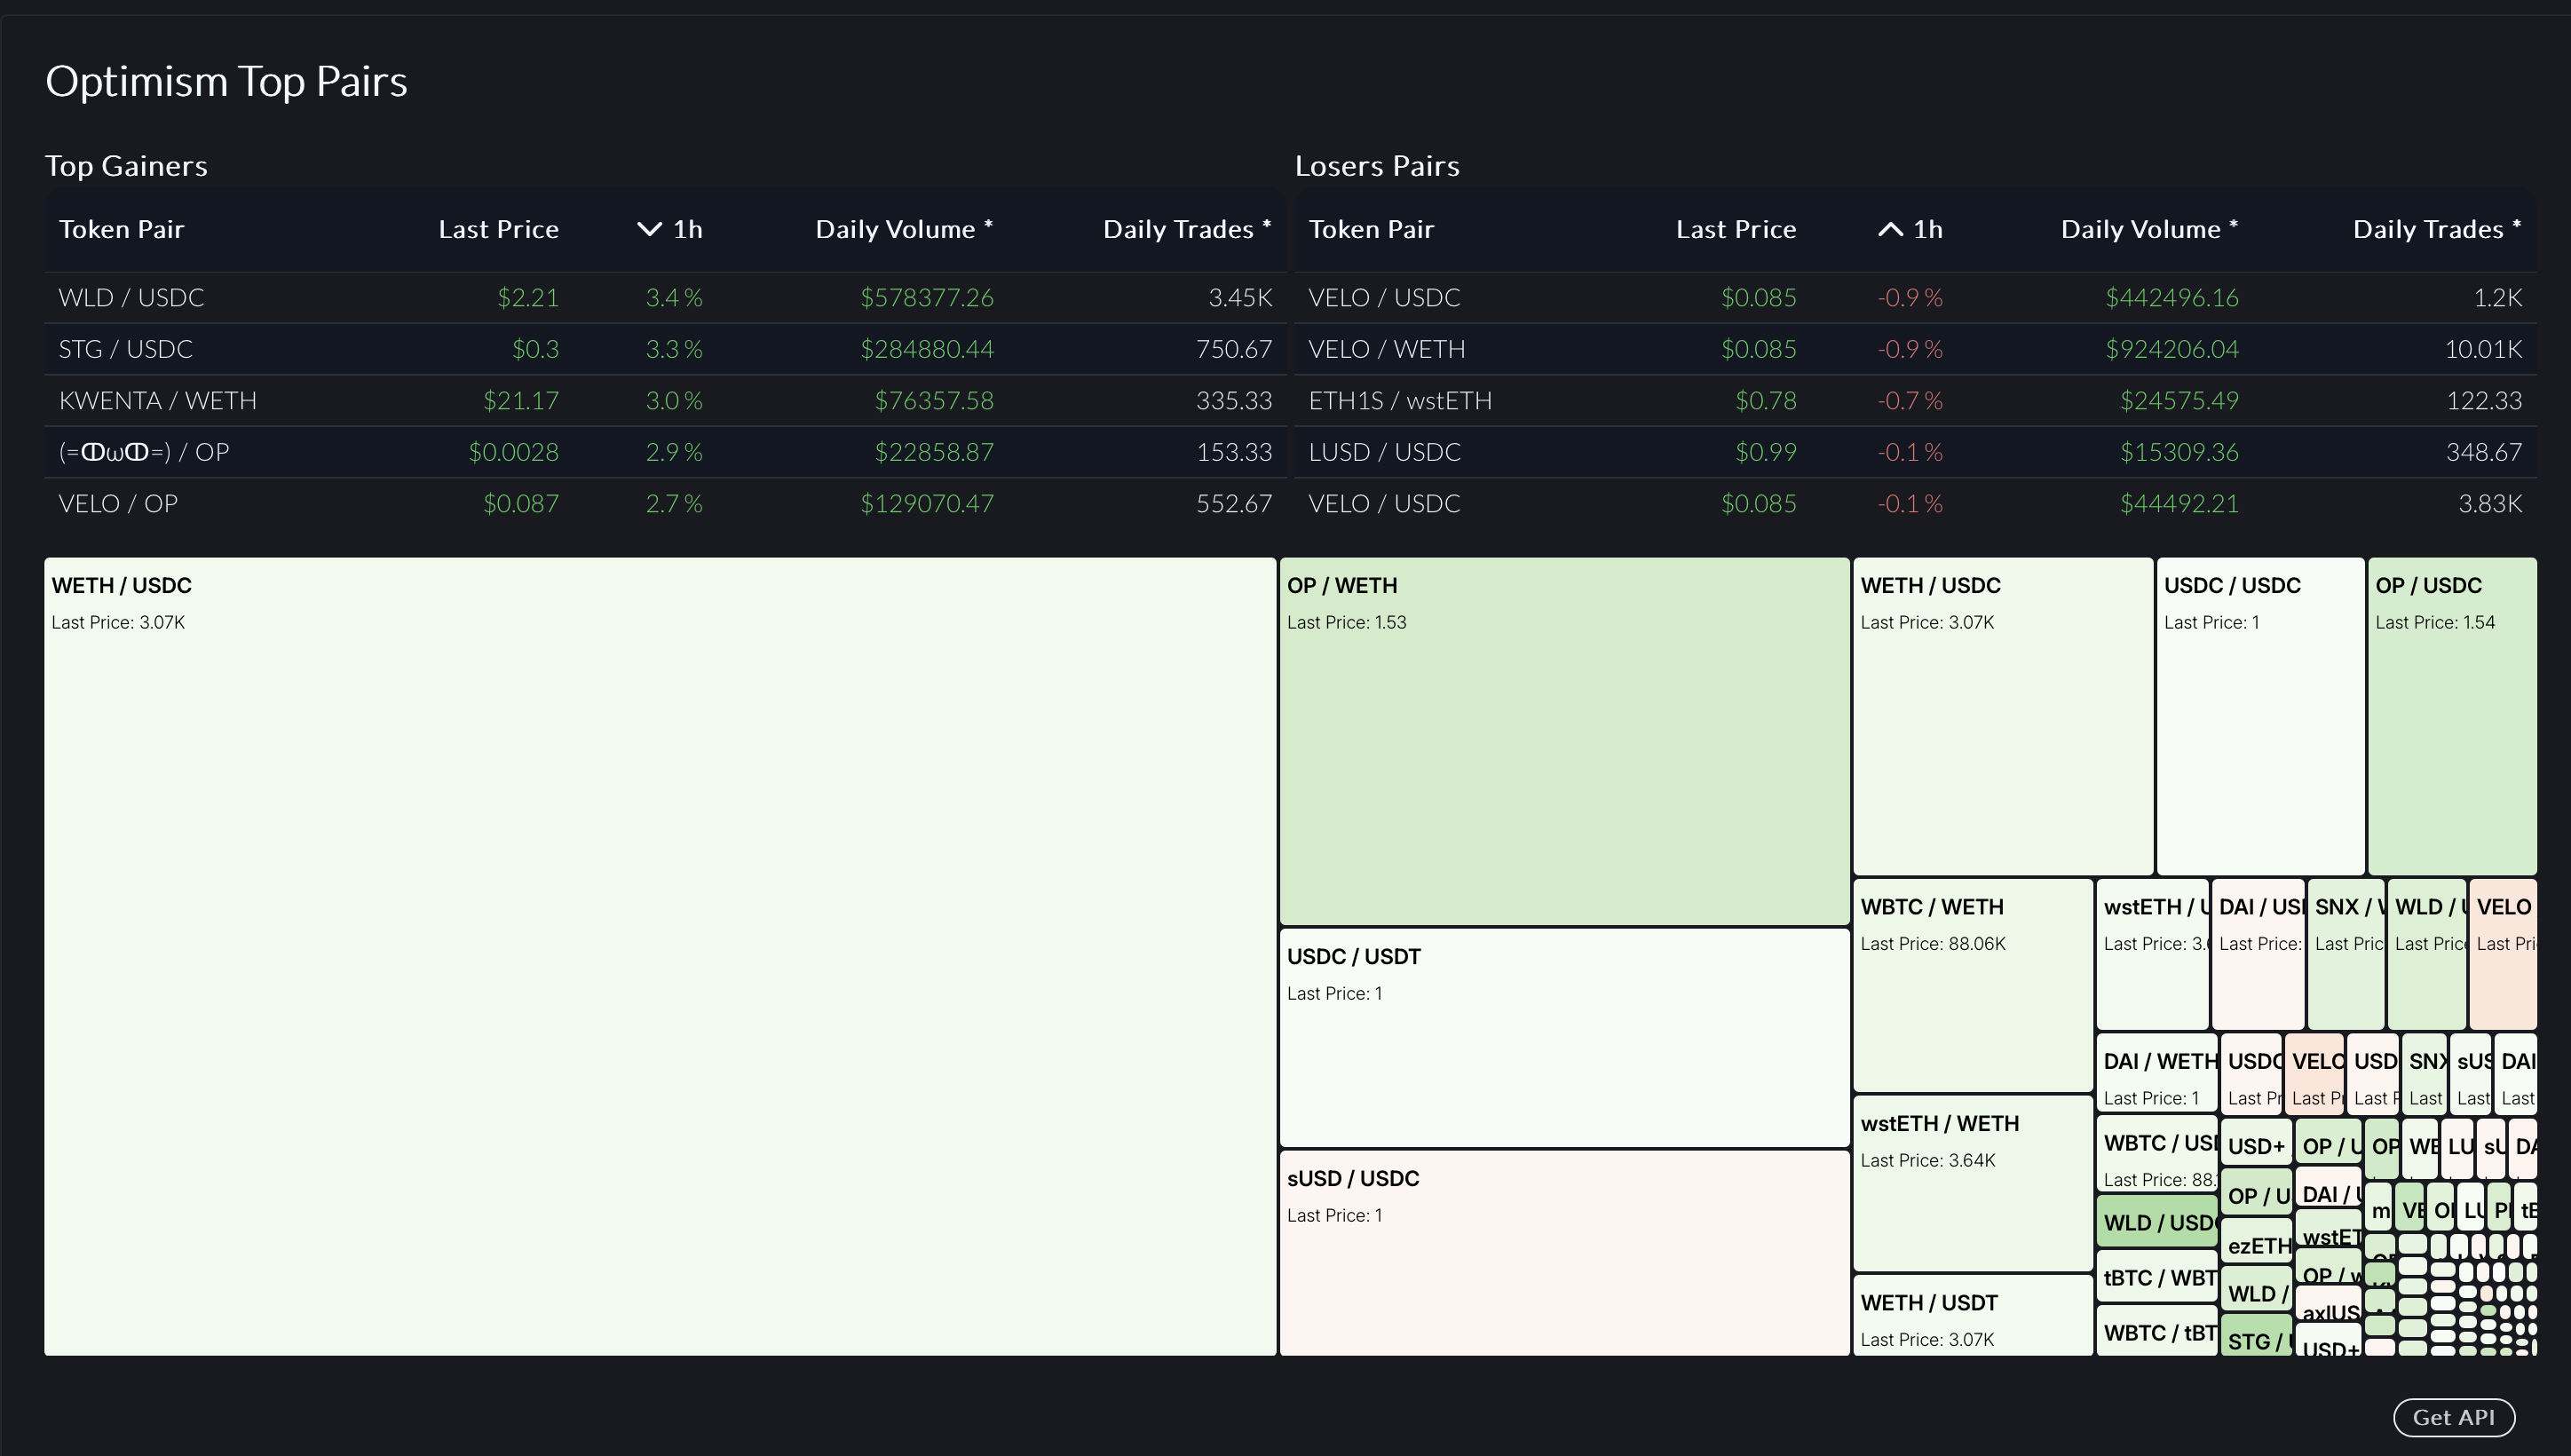 Optimism Top Pairs
Top Gainers
Token Pair Last Price 1h Daily Volume * Daily Trades *
WLD / USDC $2.21 3.4 % $578377.26 3.45K
STG / USDC $0.3 3.3 % $284880.44 750.67
KWENTA / WETH $21.17 3.0 % $76357.58 335.33
(=ↀωↀ=) / OP $0.0028 2.9 % $22858.87 153.33
VELO / OP $0.087 2.7 % $129070.47 552.67
Losers Pairs
Token Pair Last Price 1h Daily Volume * Daily Trades *
VELO / USDC $0.085 -0.9 % $442496.16 1.2K
VELO / WETH $0.085 -0.9 % $924206.04 10.01K
ETH1S / wstETH $0.78 -0.7 % $24575.49 122.33
LUSD / USDC $0.99 -0.1 % $15309.36 348.67
VELO / USDC $0.085 -0.1 % $44492.21 3.83K
WETH / USDC
Last Price: 3.07K
OP / WETH
Last Price: 1.53
USDC / USDT
Last Price: 1
sUSD / USDC
Last Price: 1
WETH / USDC
Last Price: 3.07K
USDC / USDC
Last Price: 1
OP / USDC
Last Price: 1.54
WBTC / WETH
Last Price: 88.06K
wstETH / WETH
Last Price: 3.64K
WETH / USDT
Last Price: 3.07K
wstETH /
Last Price:
DAI /
Last Price:
SNX /
Last
WLD /
Last
VELO
Last
DAI / WETH
Last Price: 1
USDC
Last
VELO
Last
USD
Last
SNX
Last
sUS
Last
DAI
Last
WBTC /
Last Price: 88.
WLD / USDC
tBTC / WBT
WBTC / tBT
USD+
OP /
ezETH
WLD /
STG /
OP /
DAI /
wstET
OP /
axlUS
USD+
OP
WE
LU
sU
DA
m
VE
LU
tB
Get API